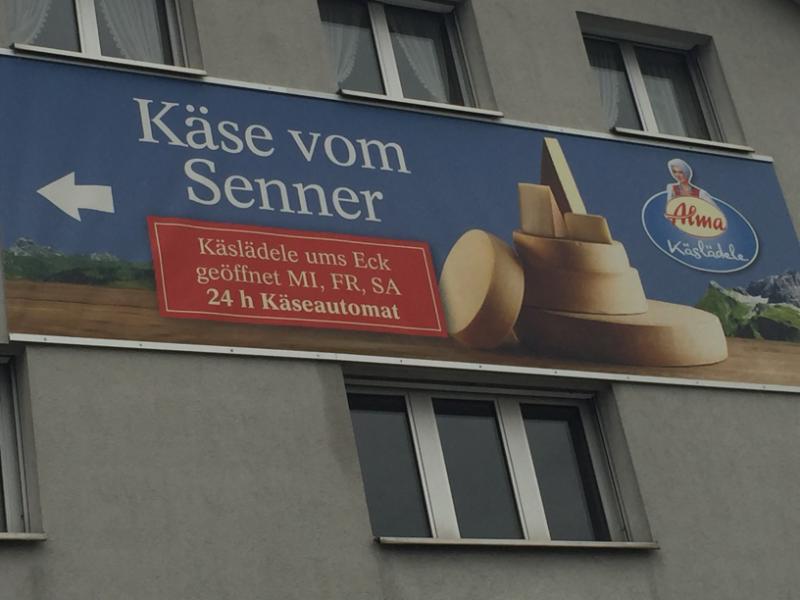 Käse vom
Senner
Käslädele ums Eck
geöffnet MI, FR, SA
24 h Käseautomat
Alma
Käslädele